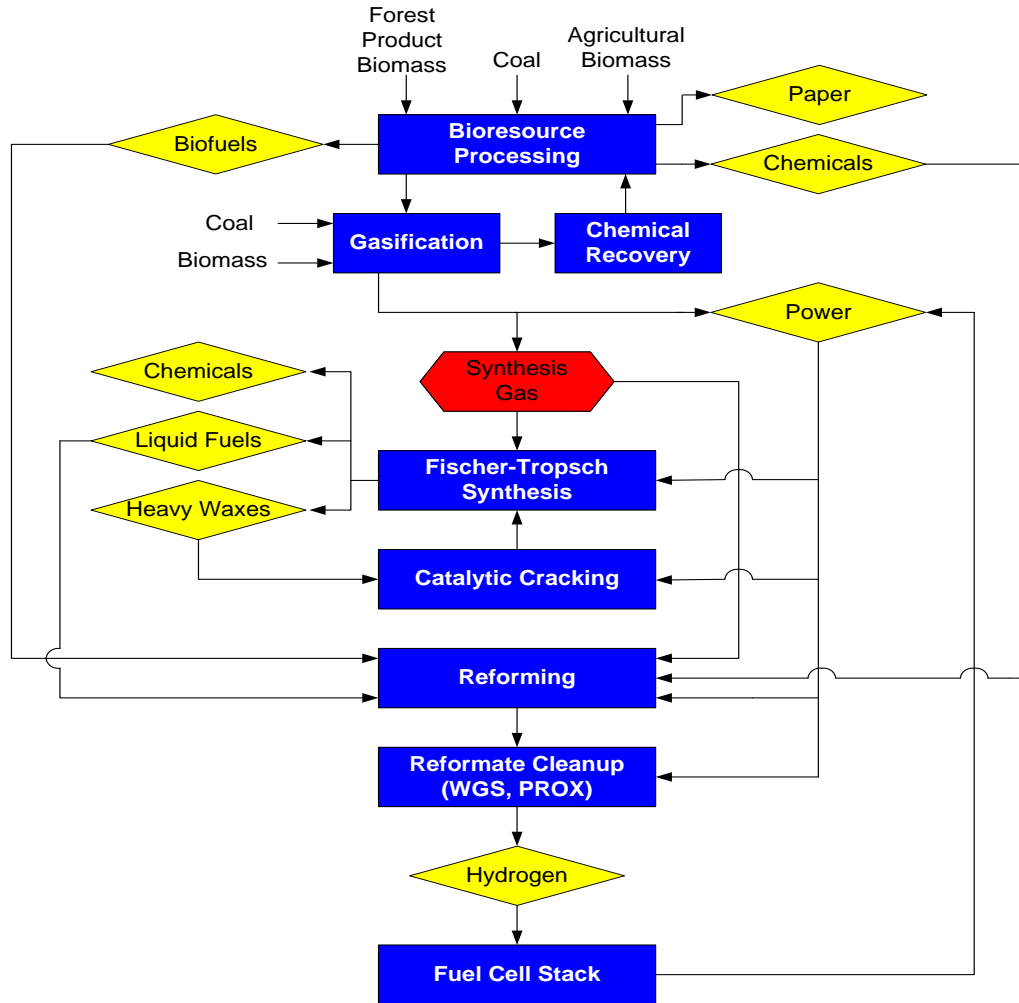 Forest
Product
Biomass
Coal
Agricultural
Biomass
Paper
Bioresource
Processing
Biofuels
Chemicals
Coal
Biomass
Gasification
Chemical
Recovery
Power
Synthesis
Gas
Chemicals
Liquid Fuels
Fischer-Tropsch
Synthesis
Heavy Waxes
Catalytic Cracking
Reforming
Reformate Cleanup
(WGS, PROX)
Hydrogen
Fuel Cell Stack